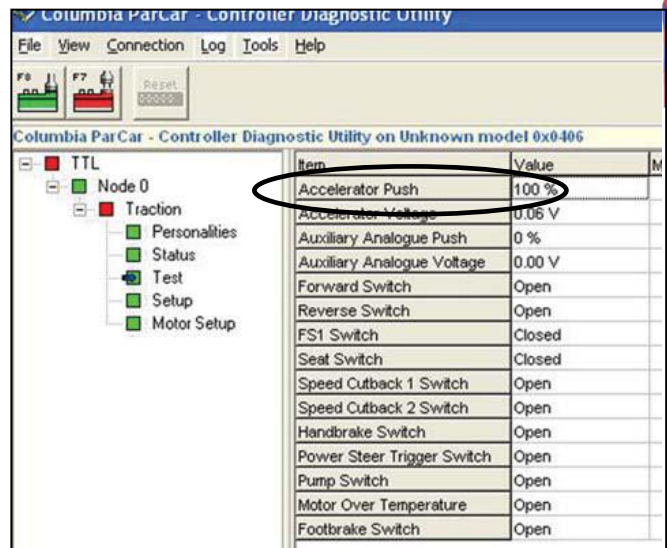 Columbia ParCar - Controller Diagnostic Utility
File View Connection Log Tools Help
F8 F7 Reset
Columbia ParCar - Controller Diagnostic Utility on Unknown model 0x0406
TTL
Node 0
Traction
Personalities
Status
Test
Setup
Motor Setup
Item Value M
Accelerator Push 100 %
Accelerator Voltage 0.06 V
Auxiliary Analogue Push 0 %
Auxiliary Analogue Voltage 0.00 V
Forward Switch Open
Reverse Switch Open
FS1 Switch Closed
Seat Switch Closed
Speed Cutback 1 Switch Open
Speed Cutback 2 Switch Open
Handbrake Switch Open
Power Steer Trigger Switch Open
Pump Switch Open
Motor Over Temperature Open
Footbrake Switch Open